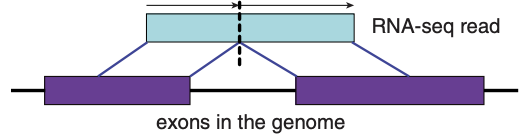 RNA-seq read
exons in the genome